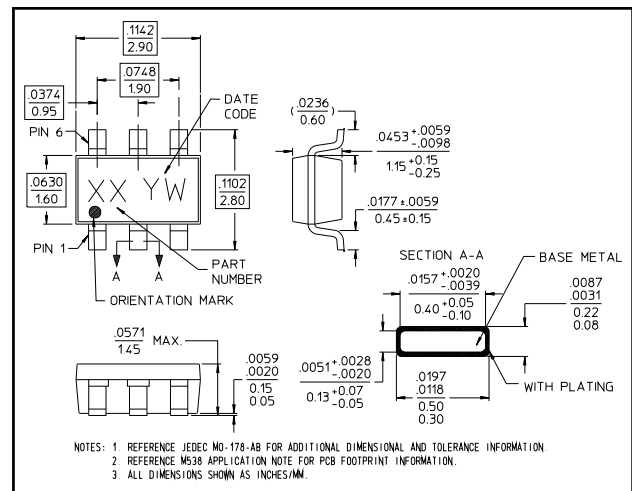 .1142
2.90
.0748
1.90
.0374
0.95
DATE
CODE
PIN 6
(.0236
0.60)
.0453 +.0059
-.0098
1.15 +0.15
-0.25
.0630
1.60
XX YW
.1102
2.80
.0177 ±.0059
0.45 ±0.15
PIN 1
A A
PART
NUMBER
ORIENTATION MARK
SECTION A-A
BASE METAL
.0157 +.0020
-.0039
0.40 +0.05
-0.10
.0087
.0031
0.22
0.08
.0571
1.45
MAX.
.0059
.0020
0.15
0.05
.0051 +.0028
-.0020
0.13 +0.07
-0.05
WITH PLATING
.0197
.0118
0.50
0.30
NOTES: 1. REFERENCE JEDEC MO-178-AB FOR ADDITIONAL DIMENSIONAL AND TOLERANCE INFORMATION.
2. REFERENCE M538 APPLICATION NOTE FOR PCB FOOTPRINT INFORMATION.
3. ALL DIMENSIONS SHOWN AS INCHES/MM.